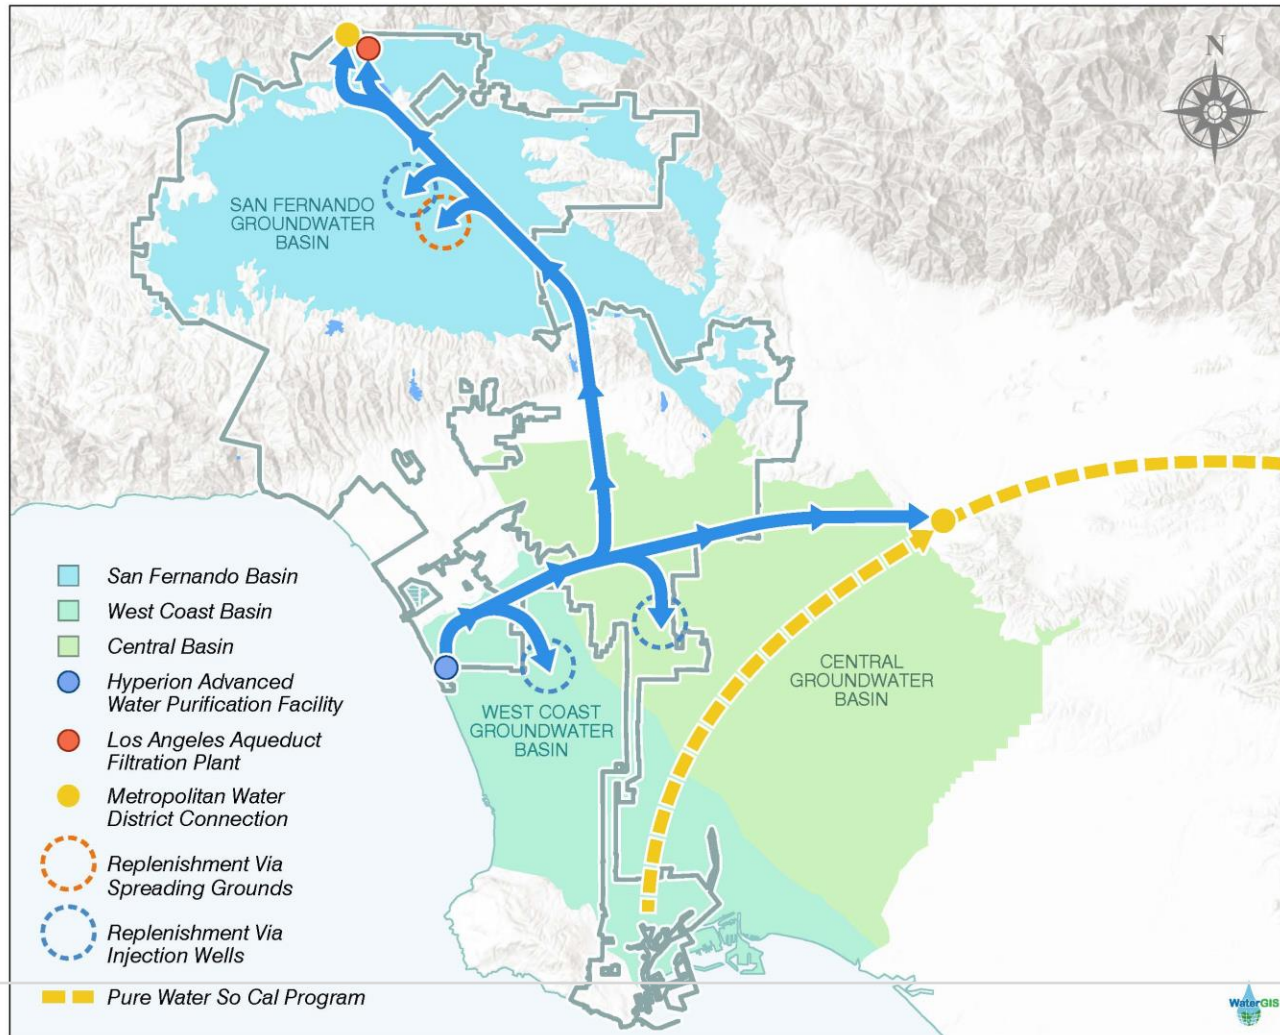 N
SAN FERNANDO
GROUNDWATER
BASIN
San Fernando Basin
West Coast Basin
Central Basin
Hyperion Advanced
Water Purification Facility
Los Angeles Aqueduct
Filtration Plant
Metropolitan Water
District Connection
Replenishment Via
Spreading Grounds
Replenishment Via
Injection Wells
Pure Water So Cal Program
WEST COAST
GROUNDWATER
BASIN
CENTRAL
GROUNDWATER
BASIN
WaterGIS